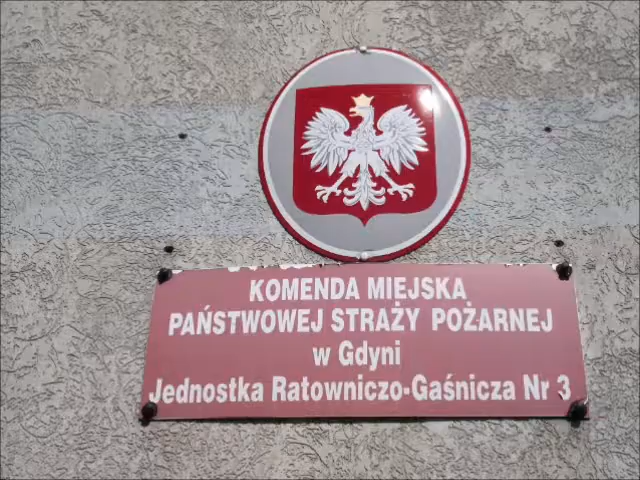 KOMENDA MIEJSKA
PAŃSTWOWEJ STRAŻY POŻARNEJ
w Gdyni
Jednostka Ratowniczo-Gaśnicza Nr 3